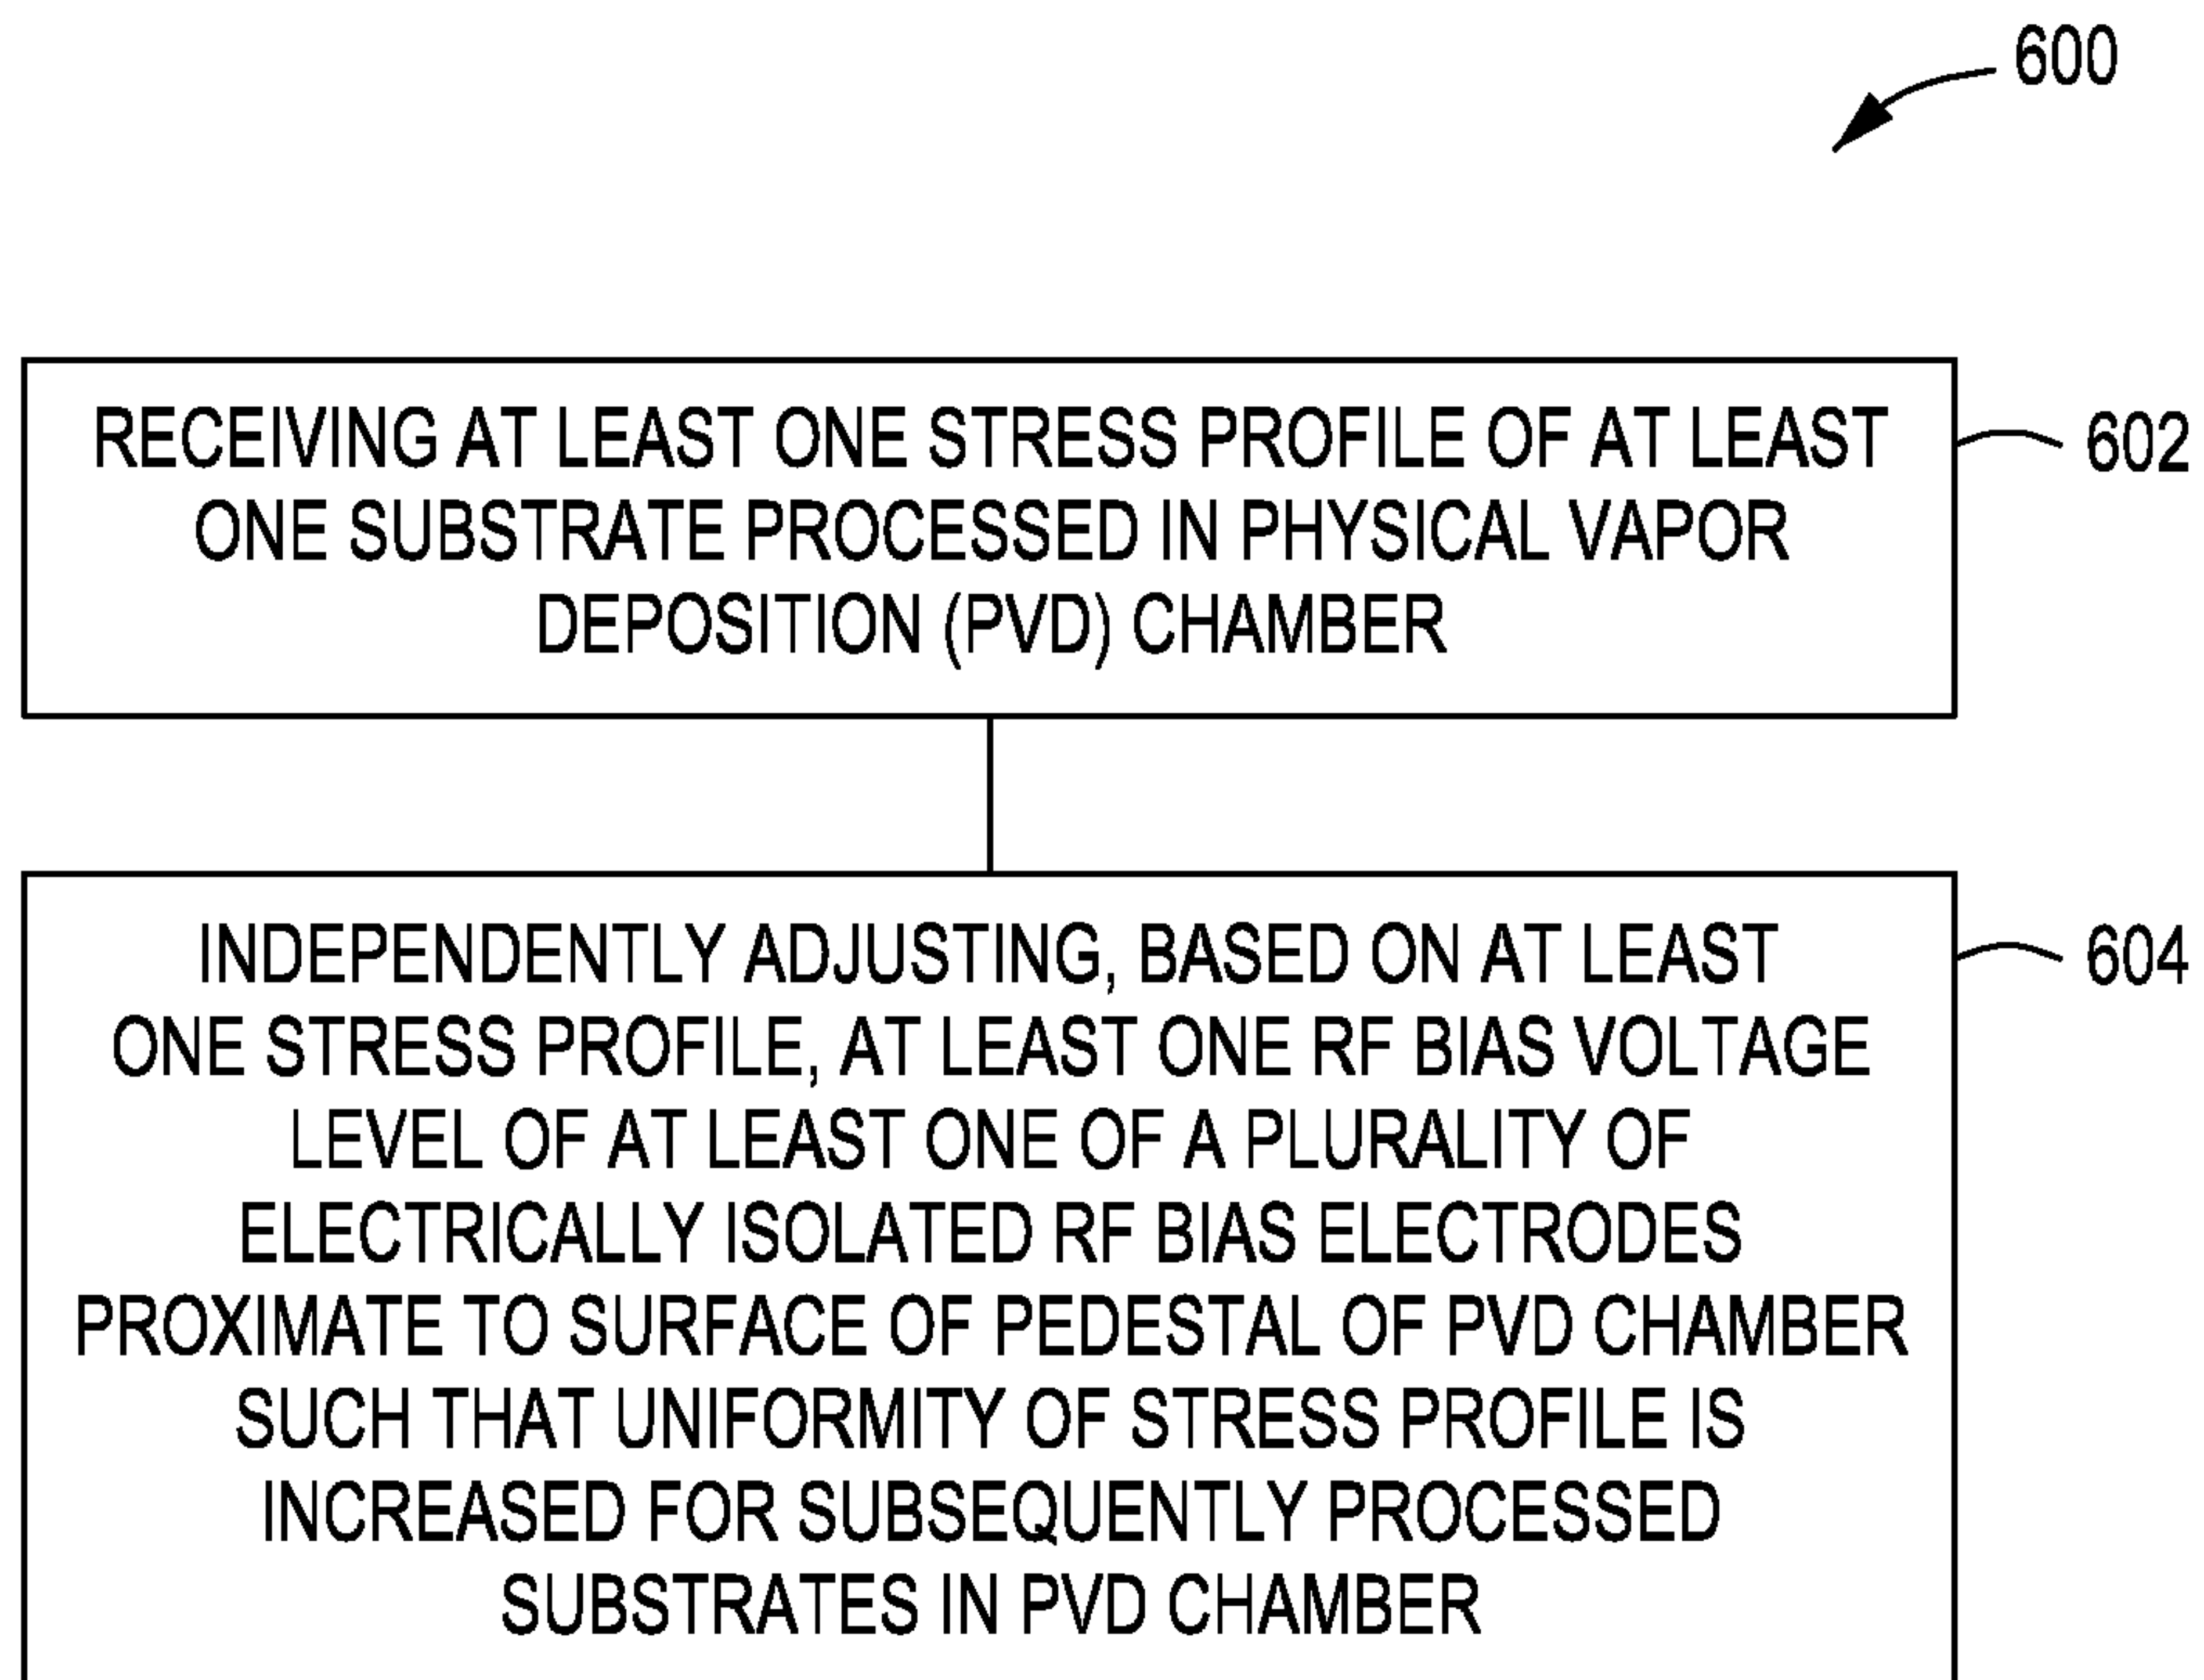 600
RECEIVING AT LEAST ONE STRESS PROFILE OF AT LEAST
602
ONE SUBSTRATE PROCESSED IN PHYSICAL VAPOR
DEPOSITION (PVD) CHAMBER
INDEPENDENTLY ADJUSTING, BASED ON AT LEAST
604
ONE STRESS PROFILE, AT LEAST ONE RF BIAS VOLTAGE
LEVEL OF AT LEAST ONE OF A PLURALITY OF
ELECTRICALLY ISOLATED RF BIAS ELECTRODES
PROXIMATE TO SURFACE OF PEDESTAL OF PVD CHAMBER
SUCH THAT UNIFORMITY OF STRESS PROFILE IS
INCREASED FOR SUBSEQUENTLY PROCESSED
SUBSTRATES IN PVD CHAMBER